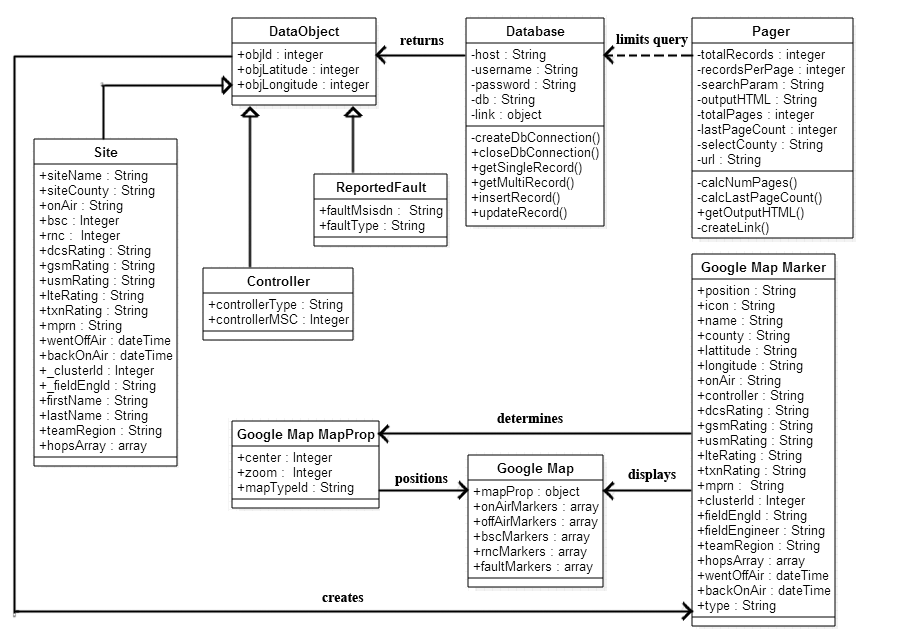 DataObject
+objId : integer
+objLatitude : integer
+objLongitude : integer
returns
Database
-host : String
-username : String
-password : String
-db : String
-link : object
-createDbConnection()
+closeDbConnection()
+getSingleRecord()
+getMultiRecord()
+insertRecord()
+updateRecord()
limits query
Pager
-totalRecords : integer
-recordsPerPage : integer
-searchParam : String
-outputHTML : String
-totalPages : integer
-lastPageCount : integer
-selectCounty : String
-url : String
-calcNumPages()
-calcLastPageCount()
+getOutputHTML()
-createLink()
Site
+siteName : String
+siteCounty : String
+onAir : String
+bsc : Integer
+rnc : Integer
+dcsRating : String
+gsmRating : String
+usmRating : String
+lteRating : String
+txnRating : String
+mprn : String
+wentOffAir : dateTime
+backOnAir : dateTime
+_clusterId : Integer
+_fieldEngId : String
+firstName : String
+lastName : String
+teamRegion : String
+hopsArray : array
ReportedFault
+faultMsisdn : String
+faultType : String
Controller
+controllerType : String
+controllerMSC : Integer
Google Map Marker
+position : String
+icon : String
+name : String
+county : String
+lattitude : String
+longitude : String
+onAir : String
+controller : String
+dcsRating : String
+gsmRating : String
+usmRating : String
+lteRating : String
+txnRating : String
+mprn : String
+clusterId : Integer
+fieldEngId : String
+fieldEngineer : String
+teamRegion : String
+hopsArray : array
+wentOffAir : dateTime
+backOnAir : dateTime
+type : String
determines
Google Map MapProp
+center : Integer
+zoom : Integer
+mapTypeId : String
positions
Google Map
+mapProp : object
+onAirMarkers : array
+offAirMarkers : array
+bscMarkers : array
+rncMarkers : array
+faultMarkers : array
displays
creates